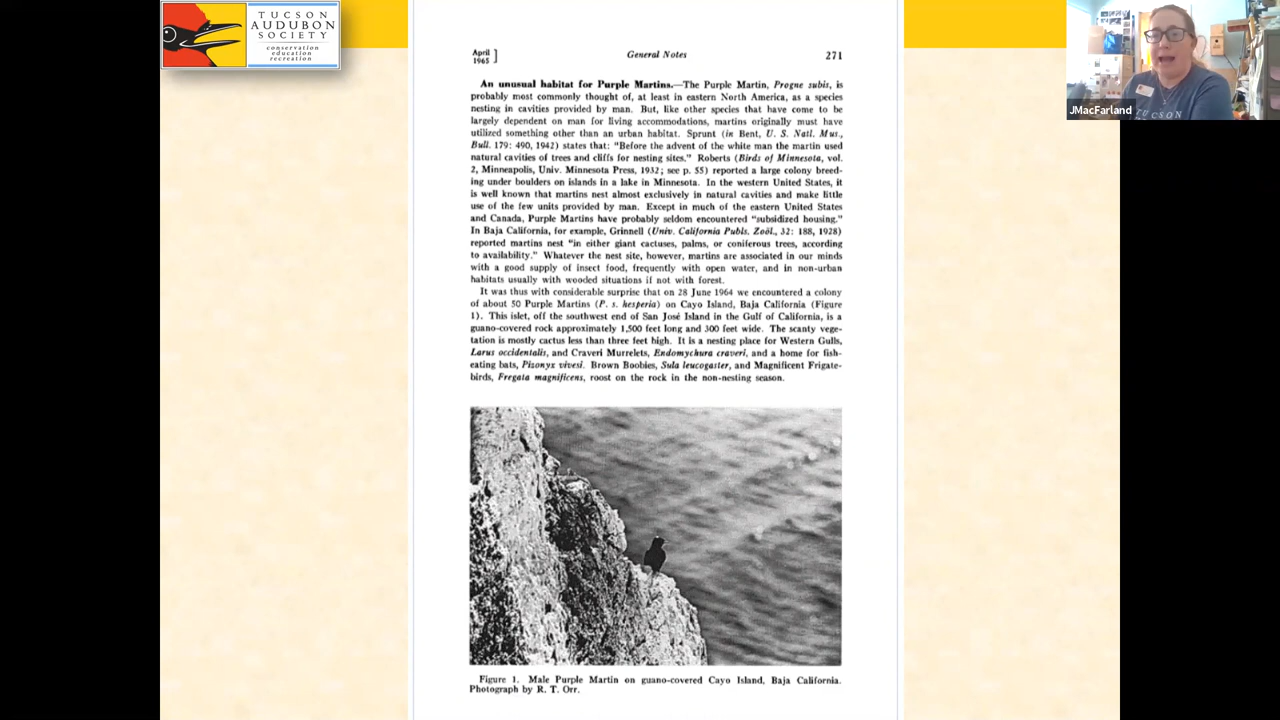 TUCSON
AUDUBON
SOCIETY
conservation
education
recreation
JMacFarland
TUCSON
April
1965 ]
General Notes
271
An unusual habitat for Purple Martins.—The Purple Martin, Progne subis, is
probably most commonly thought of, at least in eastern North America, as a species
nesting in cavities provided by man. But, like other species that have come to be
largely dependent on man for living accommodations, martins originally must have
utilized something other than an urban habitat. Sprunt (in Bent, U. S. Natl. Mus.,
Bull. 179: 490, 1942) states that: "Before the advent of the white man the martin used
natural cavities of trees and cliffs for nesting sites." Roberts (Birds of Minnesota, vol.
2, Minneapolis, Univ. Minnesota Press, 1932; see p. 55) reported a large colony breed-
ing under boulders on islands in a lake in Minnesota. In the western United States, it
is well known that martins nest almost exclusively in natural cavities and make little
use of the few units provided by man. Except in much of the eastern United States
and Canada, Purple Martins have probably seldom encountered "subsidized housing."
In Baja California, for example, Grinnell (Univ. California Publs. Zoöl., 32: 188, 1928)
reported martins nest "in either giant cactuses, palms, or coniferous trees, according
to availability." Whatever the nest site, however, martins are associated in our minds
with a good supply of insect food, frequently with open water, and in non-urban
habitats usually with wooded situations if not with forest.
It was thus with considerable surprise that on 28 June 1964 we encountered a colony
of about 50 Purple Martins (P. s. hesperia) on Cayo Island, Baja California (Figure
1). This islet, off the southwest end of San José Island in the Gulf of California, is a
guano-covered rock approximately 1,500 feet long and 300 feet wide. The scanty vege-
tation is mostly cactus less than three feet high. It is a nesting place for Western Gulls,
Larus occidentalis, and Craveri Murrelets, Endomychura craveri, and a home for fish-
eating bats, Pizonyx vivesi. Brown Boobies, Sula leucogaster, and Magnificent Frigate-
birds, Fregata magnificens, roost on the rock in the non-nesting season.
Figure 1. Male Purple Martin on guano-covered Cayo Island, Baja California.
Photograph by R. T. Orr.